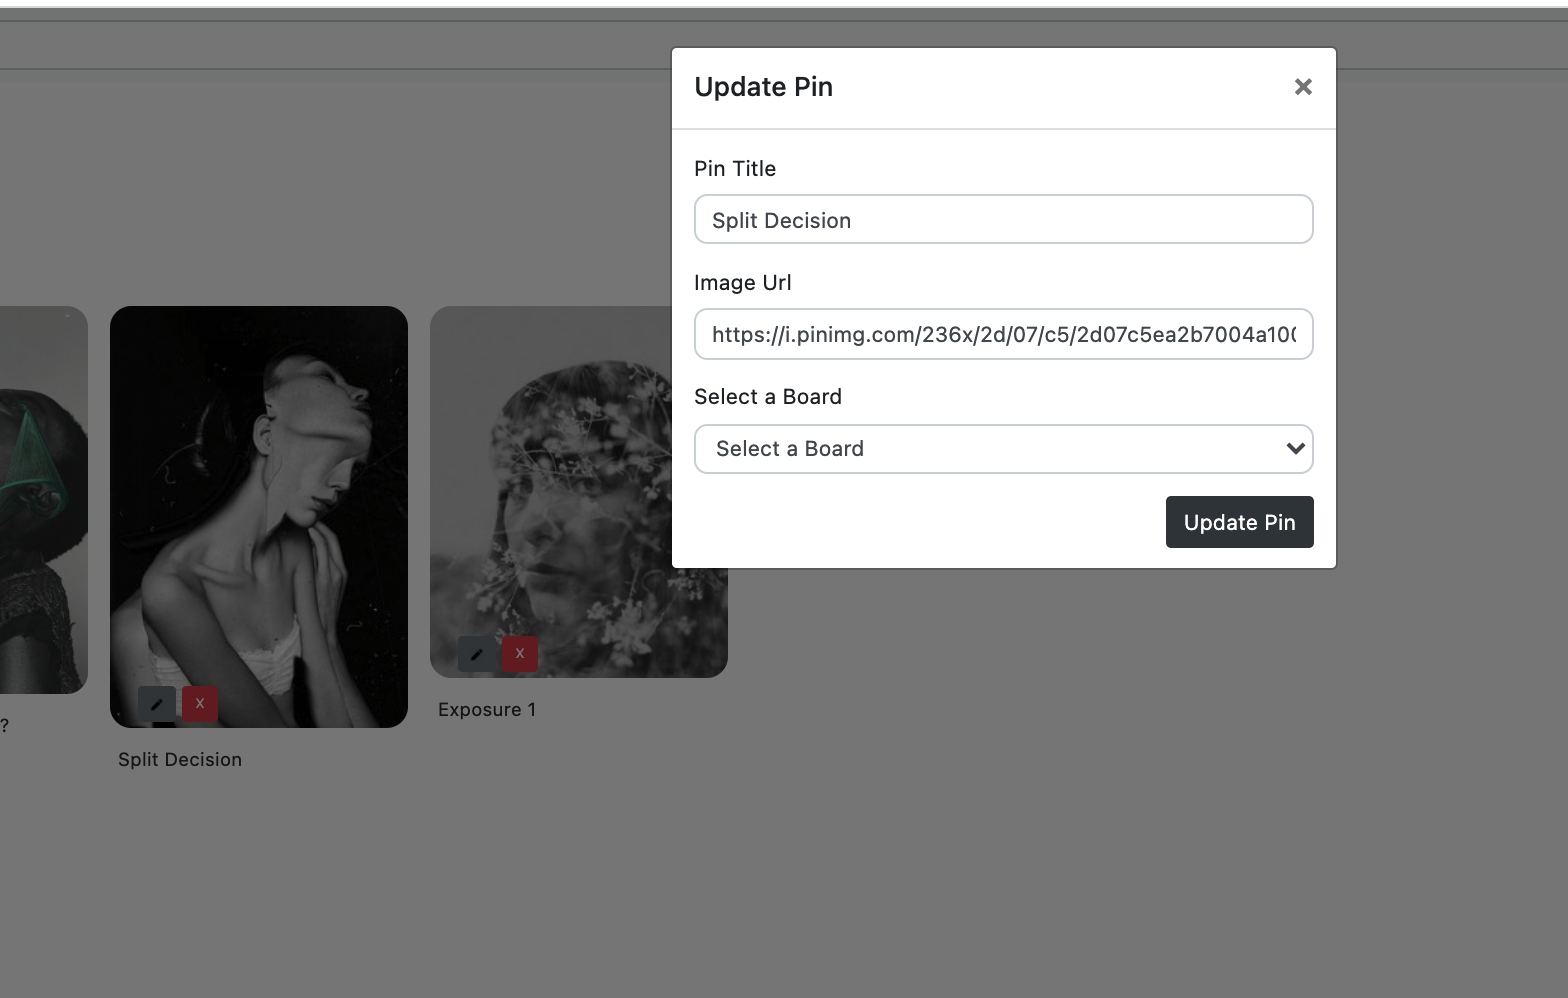 Update Pin
×
Pin Title
Split Decision
Image Url
https://i.pinimg.com/236x/2d/07/c5/2d07c5ea2b7004a10
Select a Board
Select a Board
Update Pin
X
X
?
Split Decision
Exposure 1